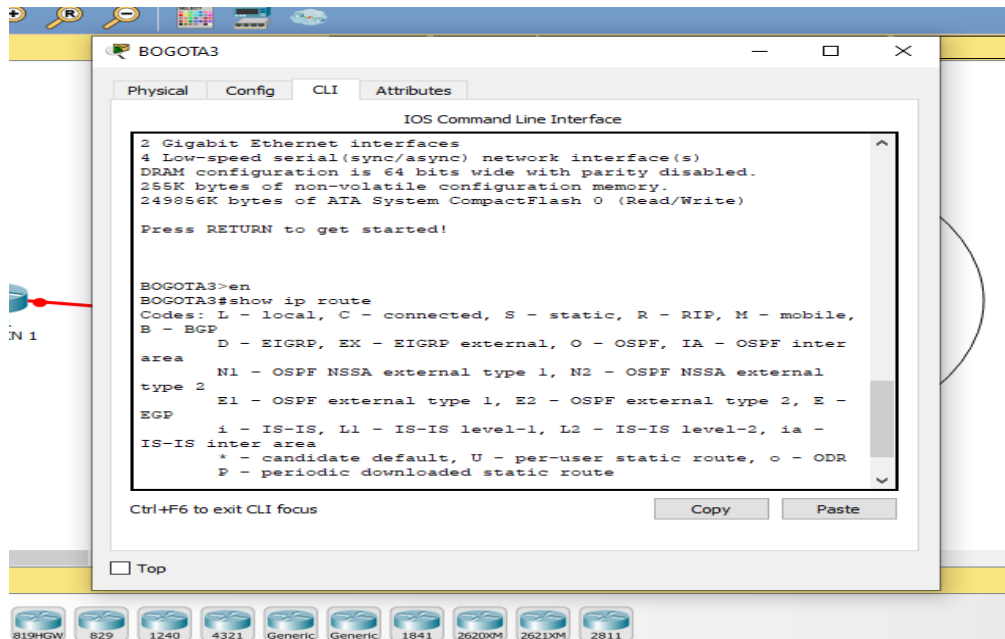 R
SELECT
BOGOTA3
Physical Config CLI Attributes
IOS Command Line Interface
2 Gigabit Ethernet interfaces
4 Low-speed serial(sync/async) network interface(s)
DRAM configuration is 64 bits wide with parity disabled.
255K bytes of non-volatile configuration memory.
249856K bytes of ATA System CompactFlash 0 (Read/Write)
Press RETURN to get started!
BOGOTA3>en
BOGOTA3#show ip route
Codes: L - local, C - connected, S - static, R - RIP, M - mobile,
B - BGP
D - EIGRP, EX - EIGRP external, O - OSPF, IA - OSPF inter
area
N1 - OSPF NSSA external type 1, N2 - OSPF NSSA external
type 2
E1 - OSPF external type 1, E2 - OSPF external type 2, E -
EGP
i - IS-IS, L1 - IS-IS level-1, L2 - IS-IS level-2, ia -
IS-IS inter area
* - candidate default, U - per-user static route, o - ODR
P - periodic downloaded static route
Ctrl+F6 to exit CLI focus
Copy Paste
Top
N 1
819HGW 829 1240 4321 Generic Generic 1841 2620XM 2621XM 2811